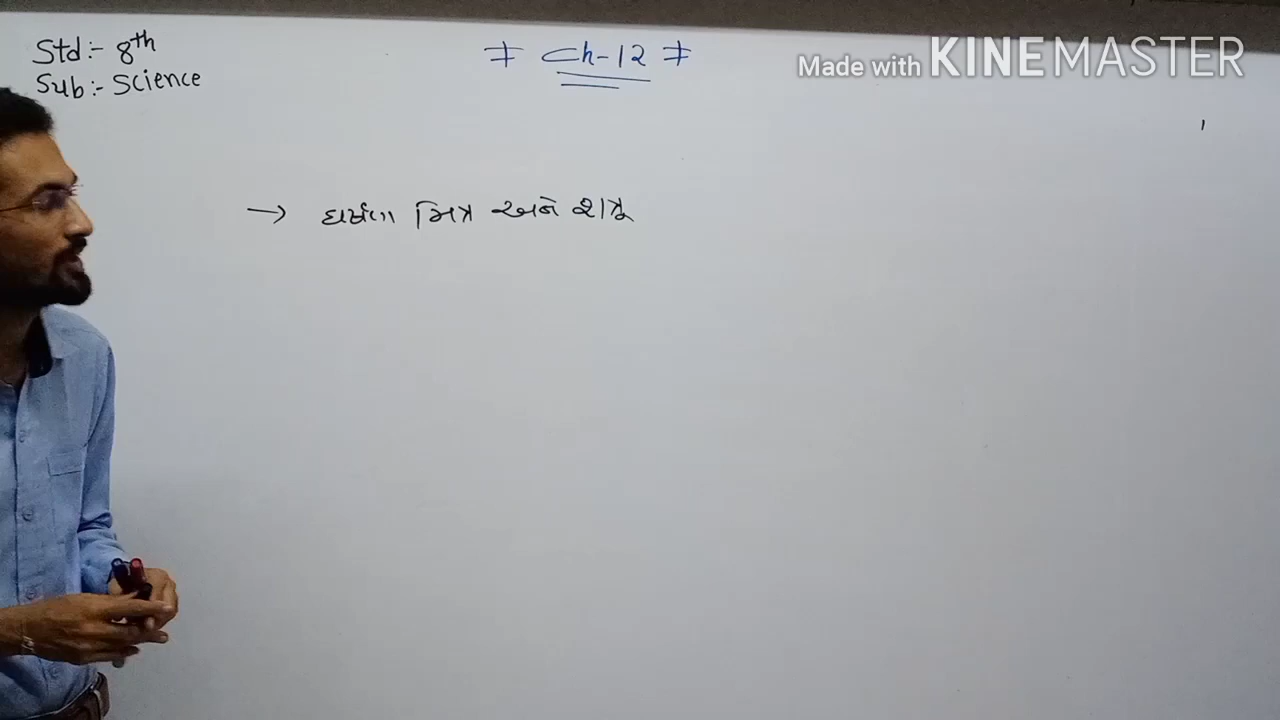 Std:- 8th
Sub:- Science
≠ Ch-12 ≠
Made with KINEMASTER
→ ઘર્ષણ મિત્ર અને શત્રૂ